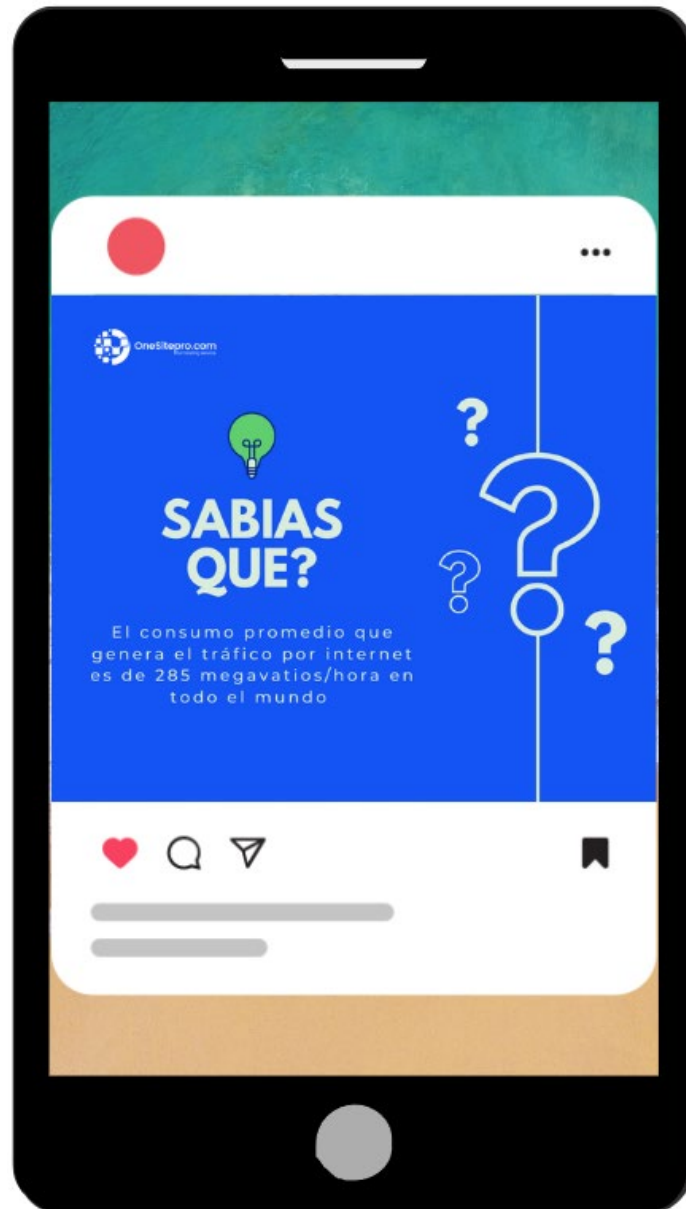 OneSitepro.com
SABIAS
QUE?
El consumo promedio que
genera el tráfico por internet
es de 285 megavatios/hora en
todo el mundo